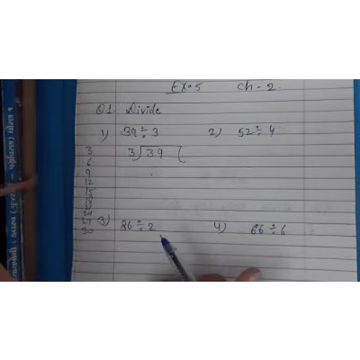 Ex-5 Ch-2.
Q1. Divide
1) 39÷3 2) 52÷4
3) 39 (
3
6
9
12
15
18
21
24
27
30
3) 86÷2 4) 66÷6